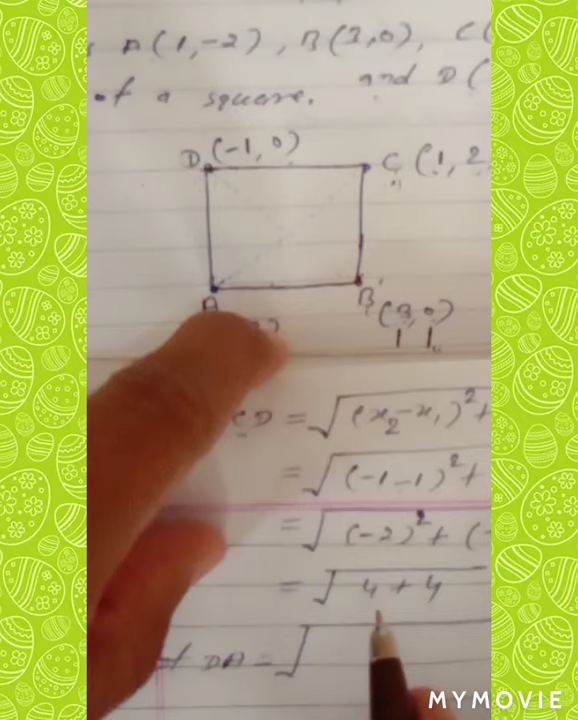 A(1,-2), B(3,0), C(
of a square. and D(
D (-1, 0)
C (1, 2
A
B
(3,0)
CD = √(x₂-x₁)²+
= √(-1-1)²+
= √(-2)²+(-
= √4+4
DA = √
MYMOVIE